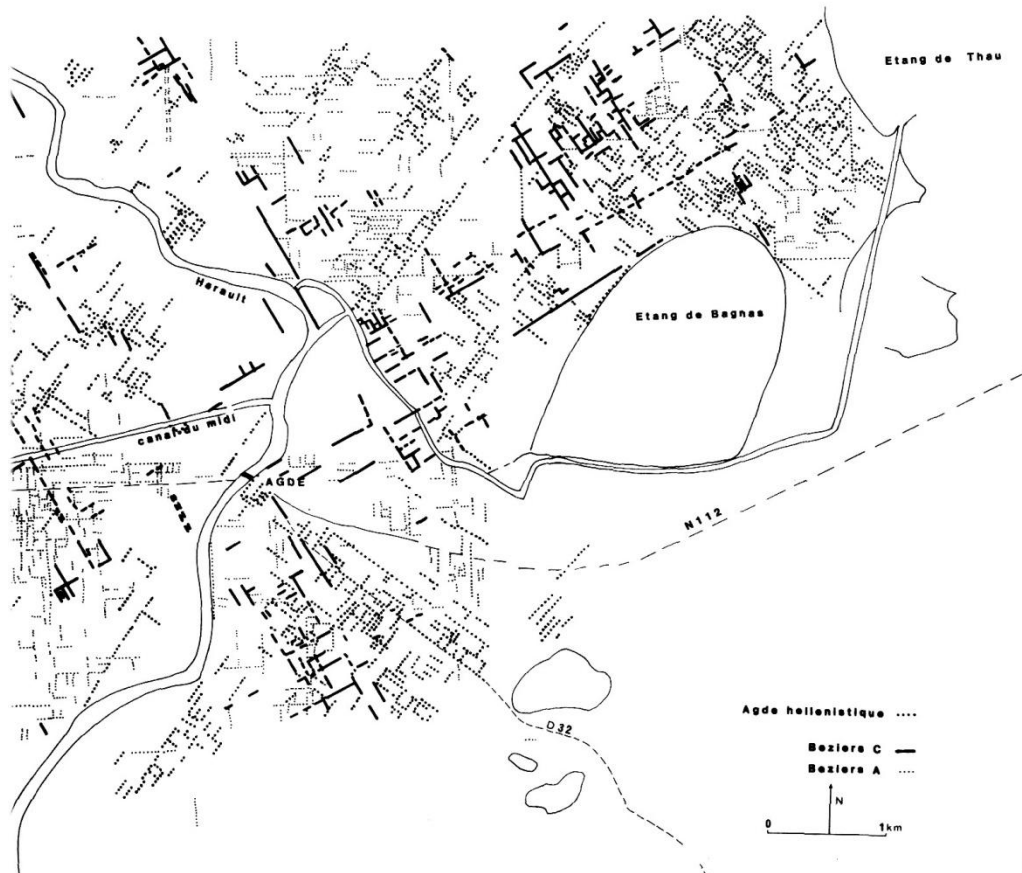 Etang de Thau
Herault
Etang de Bagnas
canal du midi
AGDE
N112
D32
Agde hellenistique
Beziers C
Beziers A
N
0 1km